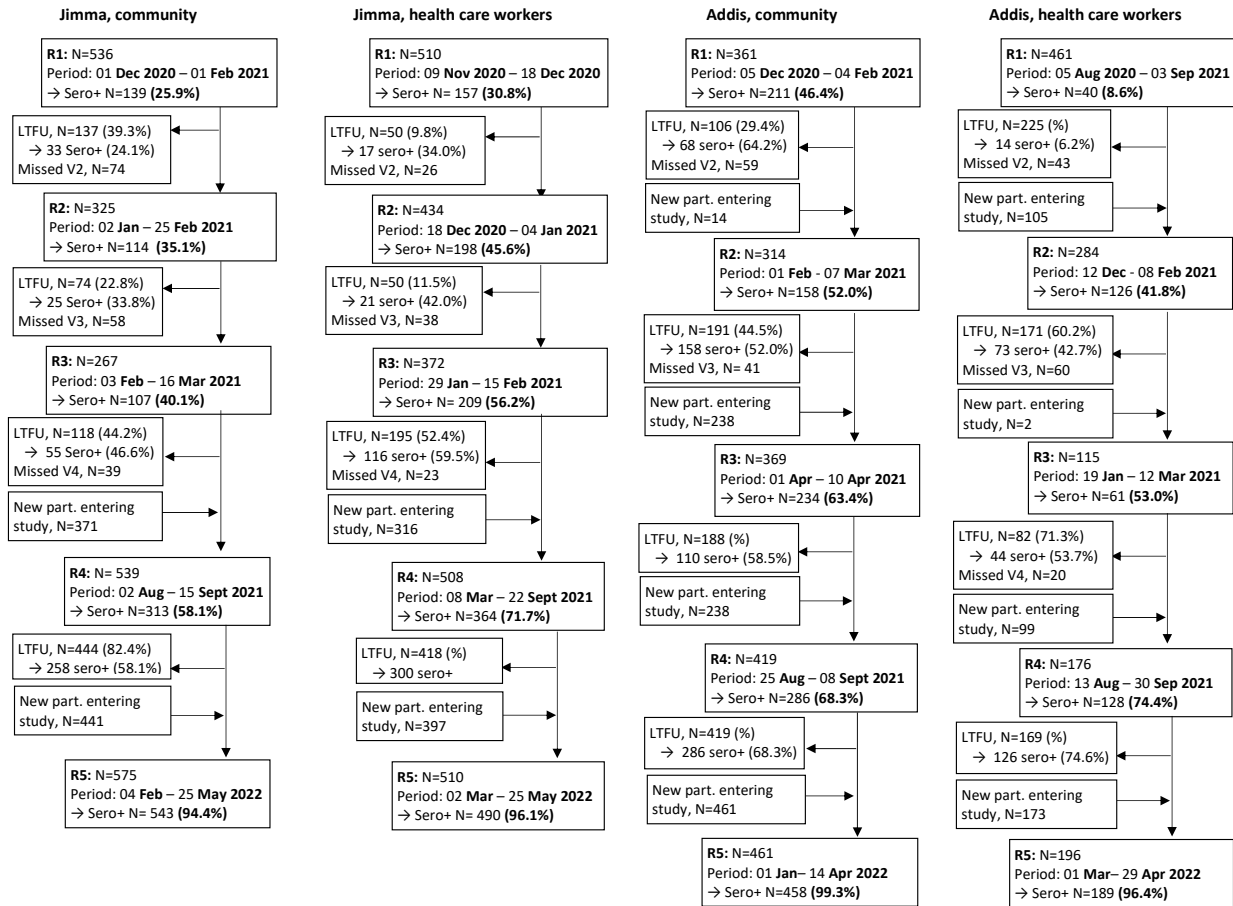 Jimma, community
R1: N=536
Period: 01 Dec 2020 – 01 Feb 2021
→ Sero+ N=139 (25.9%)
LTFU, N=137 (39.3%)
→ 33 Sero+ (24.1%)
Missed V2, N=74
R2: N=325
Period: 02 Jan – 25 Feb 2021
→ Sero+ N=114 (35.1%)
LTFU, N=74 (22.8%)
→ 25 Sero+ (33.8%)
Missed V3, N=58
R3: N=267
Period: 03 Feb – 16 Mar 2021
→ Sero+ N=107 (40.1%)
LTFU, N=118 (44.2%)
→ 55 Sero+ (46.6%)
Missed V4, N=39
New part. entering
study, N=371
R4: N= 539
Period: 02 Aug – 15 Sept 2021
→ Sero+ N=313 (58.1%)
LTFU, N=444 (82.4%)
→ 258 sero+ (58.1%)
New part. entering
study, N=441
R5: N=575
Period: 04 Feb – 25 May 2022
→ Sero+ N= 543 (94.4%)
Jimma, health care workers
R1: N=510
Period: 09 Nov 2020 – 18 Dec 2020
→ Sero+ N= 157 (30.8%)
LTFU, N=50 (9.8%)
→ 17 sero+ (34.0%)
Missed V2, N=26
R2: N=434
Period: 18 Dec 2020 – 04 Jan 2021
→ Sero+ N=198 (45.6%)
LTFU, N=50 (11.5%)
→ 21 sero+ (42.0%)
Missed V3, N=38
R3: N=372
Period: 29 Jan – 15 Feb 2021
→ Sero+ N= 209 (56.2%)
LTFU, N=195 (52.4%)
→ 116 sero+ (59.5%)
Missed V4, N=23
New part. entering
study, N=316
R4: N=508
Period: 08 Mar – 22 Sept 2021
→ Sero+ N=364 (71.7%)
LTFU, N=418 (%)
→ 300 sero+
New part. entering
study, N=397
R5: N=510
Period: 02 Mar – 25 May 2022
→ Sero+ N= 490 (96.1%)
Addis, community
R1: N=361
Period: 05 Dec 2020 – 04 Feb 2021
→ Sero+ N=211 (46.4%)
LTFU, N=106 (29.4%)
→ 68 sero+ (64.2%)
Missed V2, N=59
New part. entering
study, N=14
R2: N=314
Period: 01 Feb - 07 Mar 2021
→ Sero+ N=158 (52.0%)
LTFU, N=191 (44.5%)
→ 158 sero+ (52.0%)
Missed V3, N= 41
New part. entering
study, N=238
R3: N=369
Period: 01 Apr – 10 Apr 2021
→ Sero+ N=234 (63.4%)
LTFU, N=188 (%)
→ 110 sero+ (58.5%)
New part. entering
study, N=238
R4: N=419
Period: 25 Aug – 08 Sept 2021
→ Sero+ N=286 (68.3%)
LTFU, N=419 (%)
→ 286 sero+ (68.3%)
New part. entering
study, N=461
R5: N=461
Period: 01 Jan– 14 Apr 2022
→ Sero+ N=458 (99.3%)
Addis, health care workers
R1: N=461
Period: 05 Aug 2020 – 03 Sep 2021
→ Sero+ N=40 (8.6%)
LTFU, N=225 (%)
→ 14 sero+ (6.2%)
Missed V2, N=43
New part. entering
study, N=105
R2: N=284
Period: 12 Dec - 08 Feb 2021
→ Sero+ N=126 (41.8%)
LTFU, N=171 (60.2%)
→ 73 sero+ (42.7%)
Missed V3, N=60
New part. entering
study, N=2
R3: N=115
Period: 19 Jan – 12 Mar 2021
→ Sero+ N=61 (53.0%)
LTFU, N=82 (71.3%)
→ 44 sero+ (53.7%)
Missed V4, N=20
New part. entering
study, N=99
R4: N=176
Period: 13 Aug – 30 Sep 2021
→ Sero+ N=128 (74.4%)
LTFU, N=169 (%)
→ 126 sero+ (74.6%)
New part. entering
study, N=173
R5: N=196
Period: 01 Mar– 29 Apr 2022
→ Sero+ N=189 (96.4%)